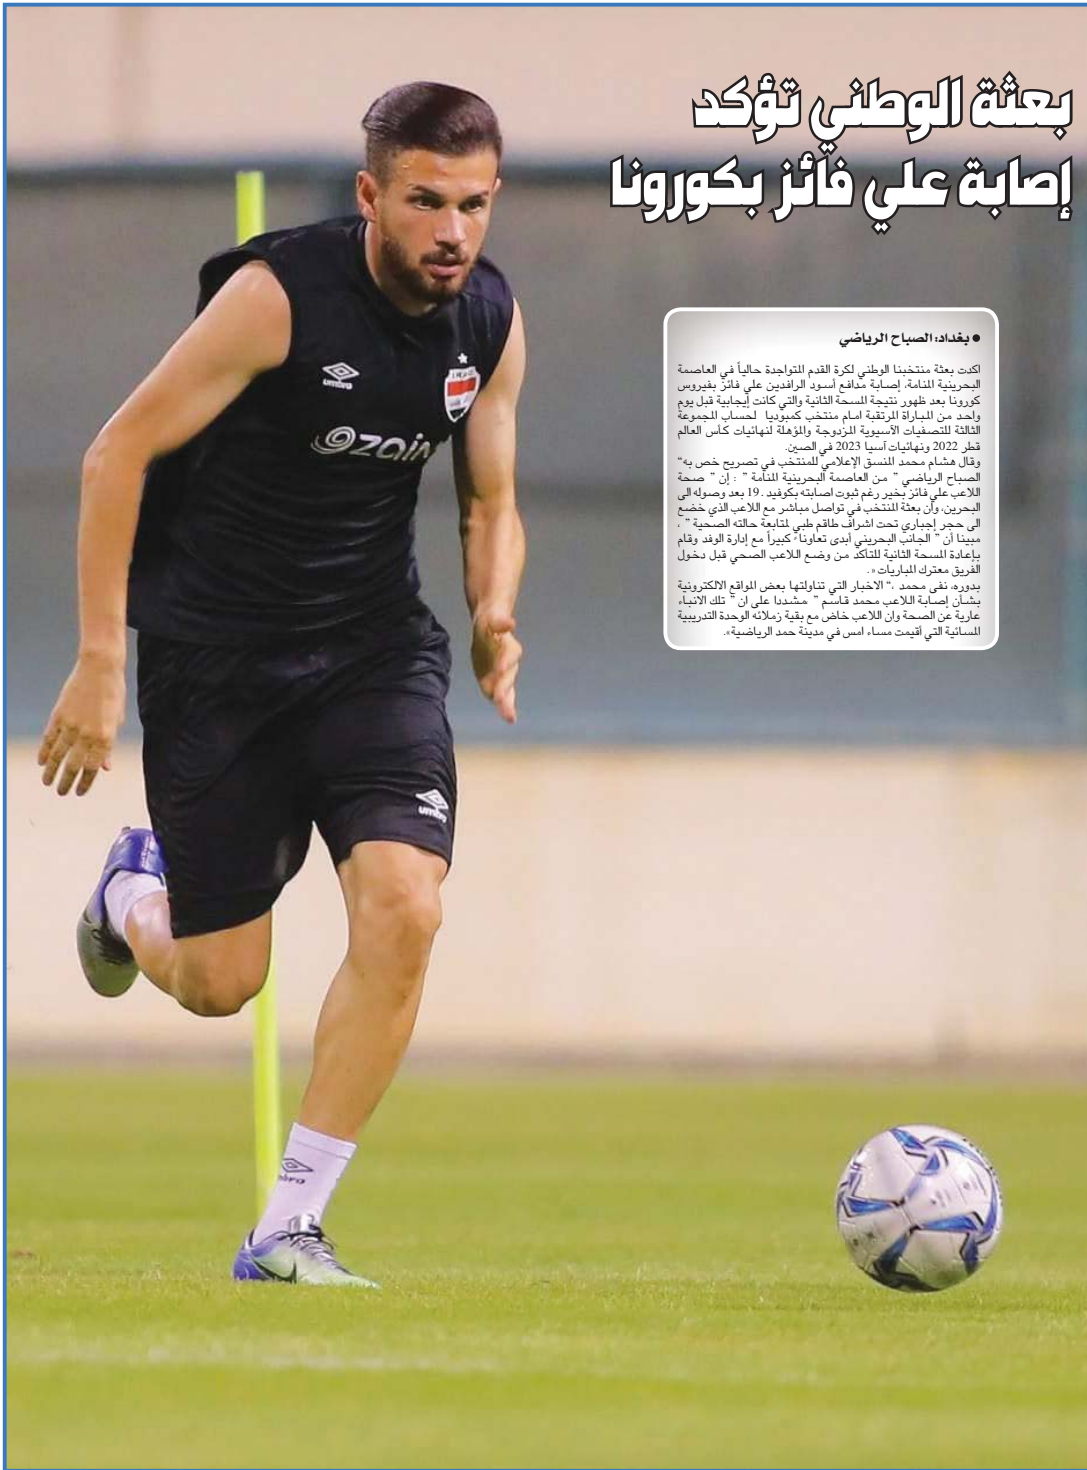 بعثة الوطني تؤكد
إصابة علي فائز بكورونا
● بغداد: الصباح الرياضي
اكدت بعثة منتخبنا الوطني لكرة القدم المتواجدة حالياً في العاصمة
البحرينية المنامة، إصابة مدافع أسود الرافدين علي فائز بفيروس
كورونا بعد ظهور نتيجة المسحة الثانية والتي كانت إيجابية قبل يوم
واحد من المباراة المرتقبة امام منتخب كمبوديا لحساب المجموعة
الثالثة للتصفيات الآسيوية المزدوجة والمؤهلة لنهائيات كأس العالم
قطر 2022 ونهائيات آسيا 2023 في الصين.
وقال هشام محمد المنسق الإعلامي للمنتخب في تصريح خص به“
الصباح الرياضي ” من العاصمة البحرينية المنامة ” : إن ” صحة
اللاعب علي فائز بخير رغم ثبوت اصابته بكوفيد . 19 بعد وصوله الى
البحرين، وأن بعثة المنتخب في تواصل مباشر مع اللاعب الذي خضع
الى حجر إجباري تحت اشراف طاقم طبي لمتابعة حالته الصحية ” ،
مبينا أن ” الجانب البحريني أبدى تعاوناً كبيراً مع إدارة الوفد وقام
بإعادة المسحة الثانية للتأكد من وضع اللاعب الصحي قبل دخول
الفريق معترك المباريات«.
بدوره، نفى محمد ،“ الاخبار التي تناولتها بعض المواقع الالكترونية
بشأن إصابة اللاعب محمد قاسم ” مشددا على ان ” تلك الانباء
عارية عن الصحة وان اللاعب خاض مع بقية زملائه الوحدة التدريبية
المسائية التي أقيمت مساء امس في مدينة حمد الرياضية».
umbro
zain
umbro